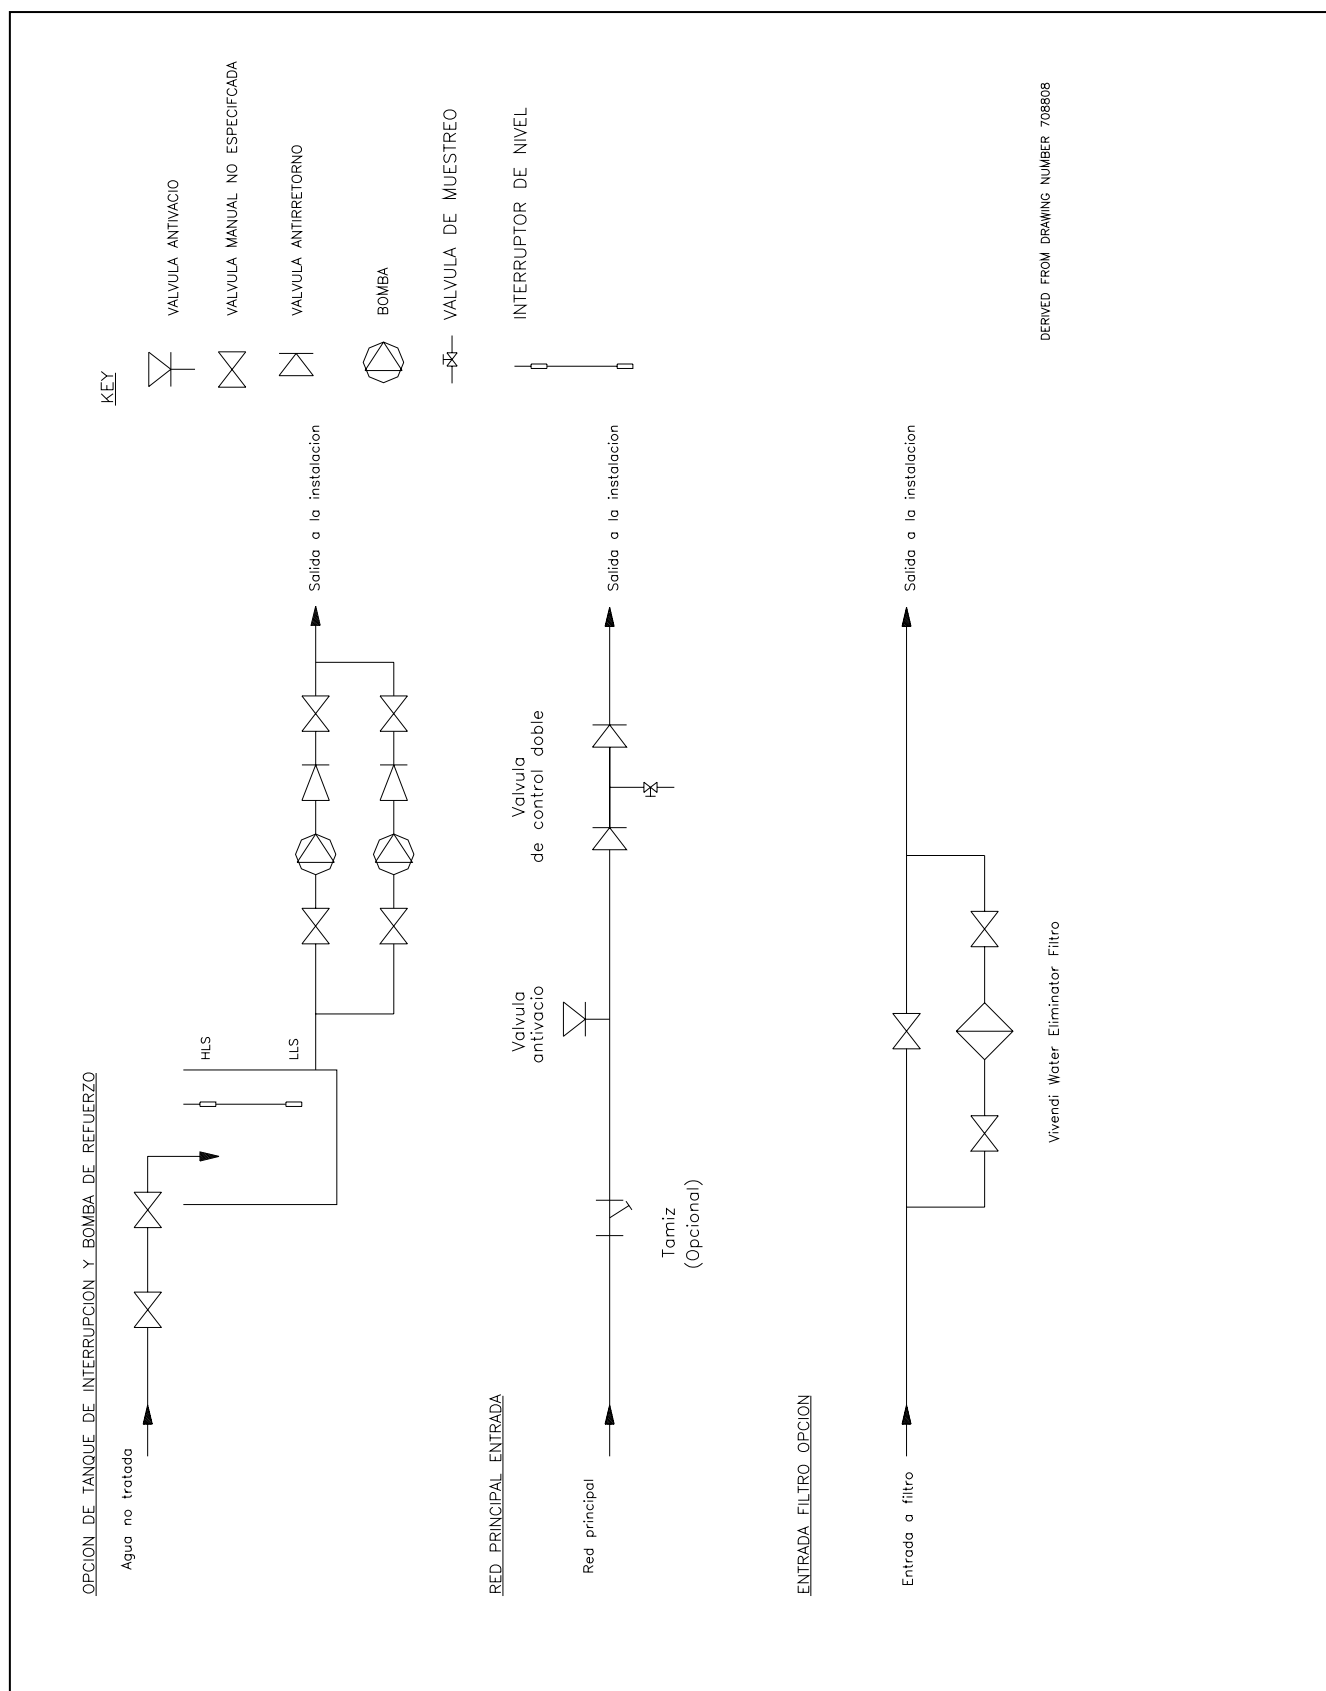 OPCION DE TANQUE DE INTERRUPCION Y BOMBA DE REFUERZO
Agua no tratada
HLS
LLS
Salida a la instalacion
KEY
VALVULA ANTIVACIO
VALVULA MANUAL NO ESPECIFCADA
VALVULA ANTIRRETORNO
BOMBA
VALVULA DE MUESTREO
INTERRUPTOR DE NIVEL
RED PRINCIPAL ENTRADA
Red principal
Tamiz
(Opcional)
Valvula
antivacio
Valvula
de control doble
Salida a la instalacion
ENTRADA FILTRO OPCION
Entrada a filtro
Vivendi Water Eliminator Filtro
Salida a la instalacion
DERIVED FROM DRAWING NUMBER 708808